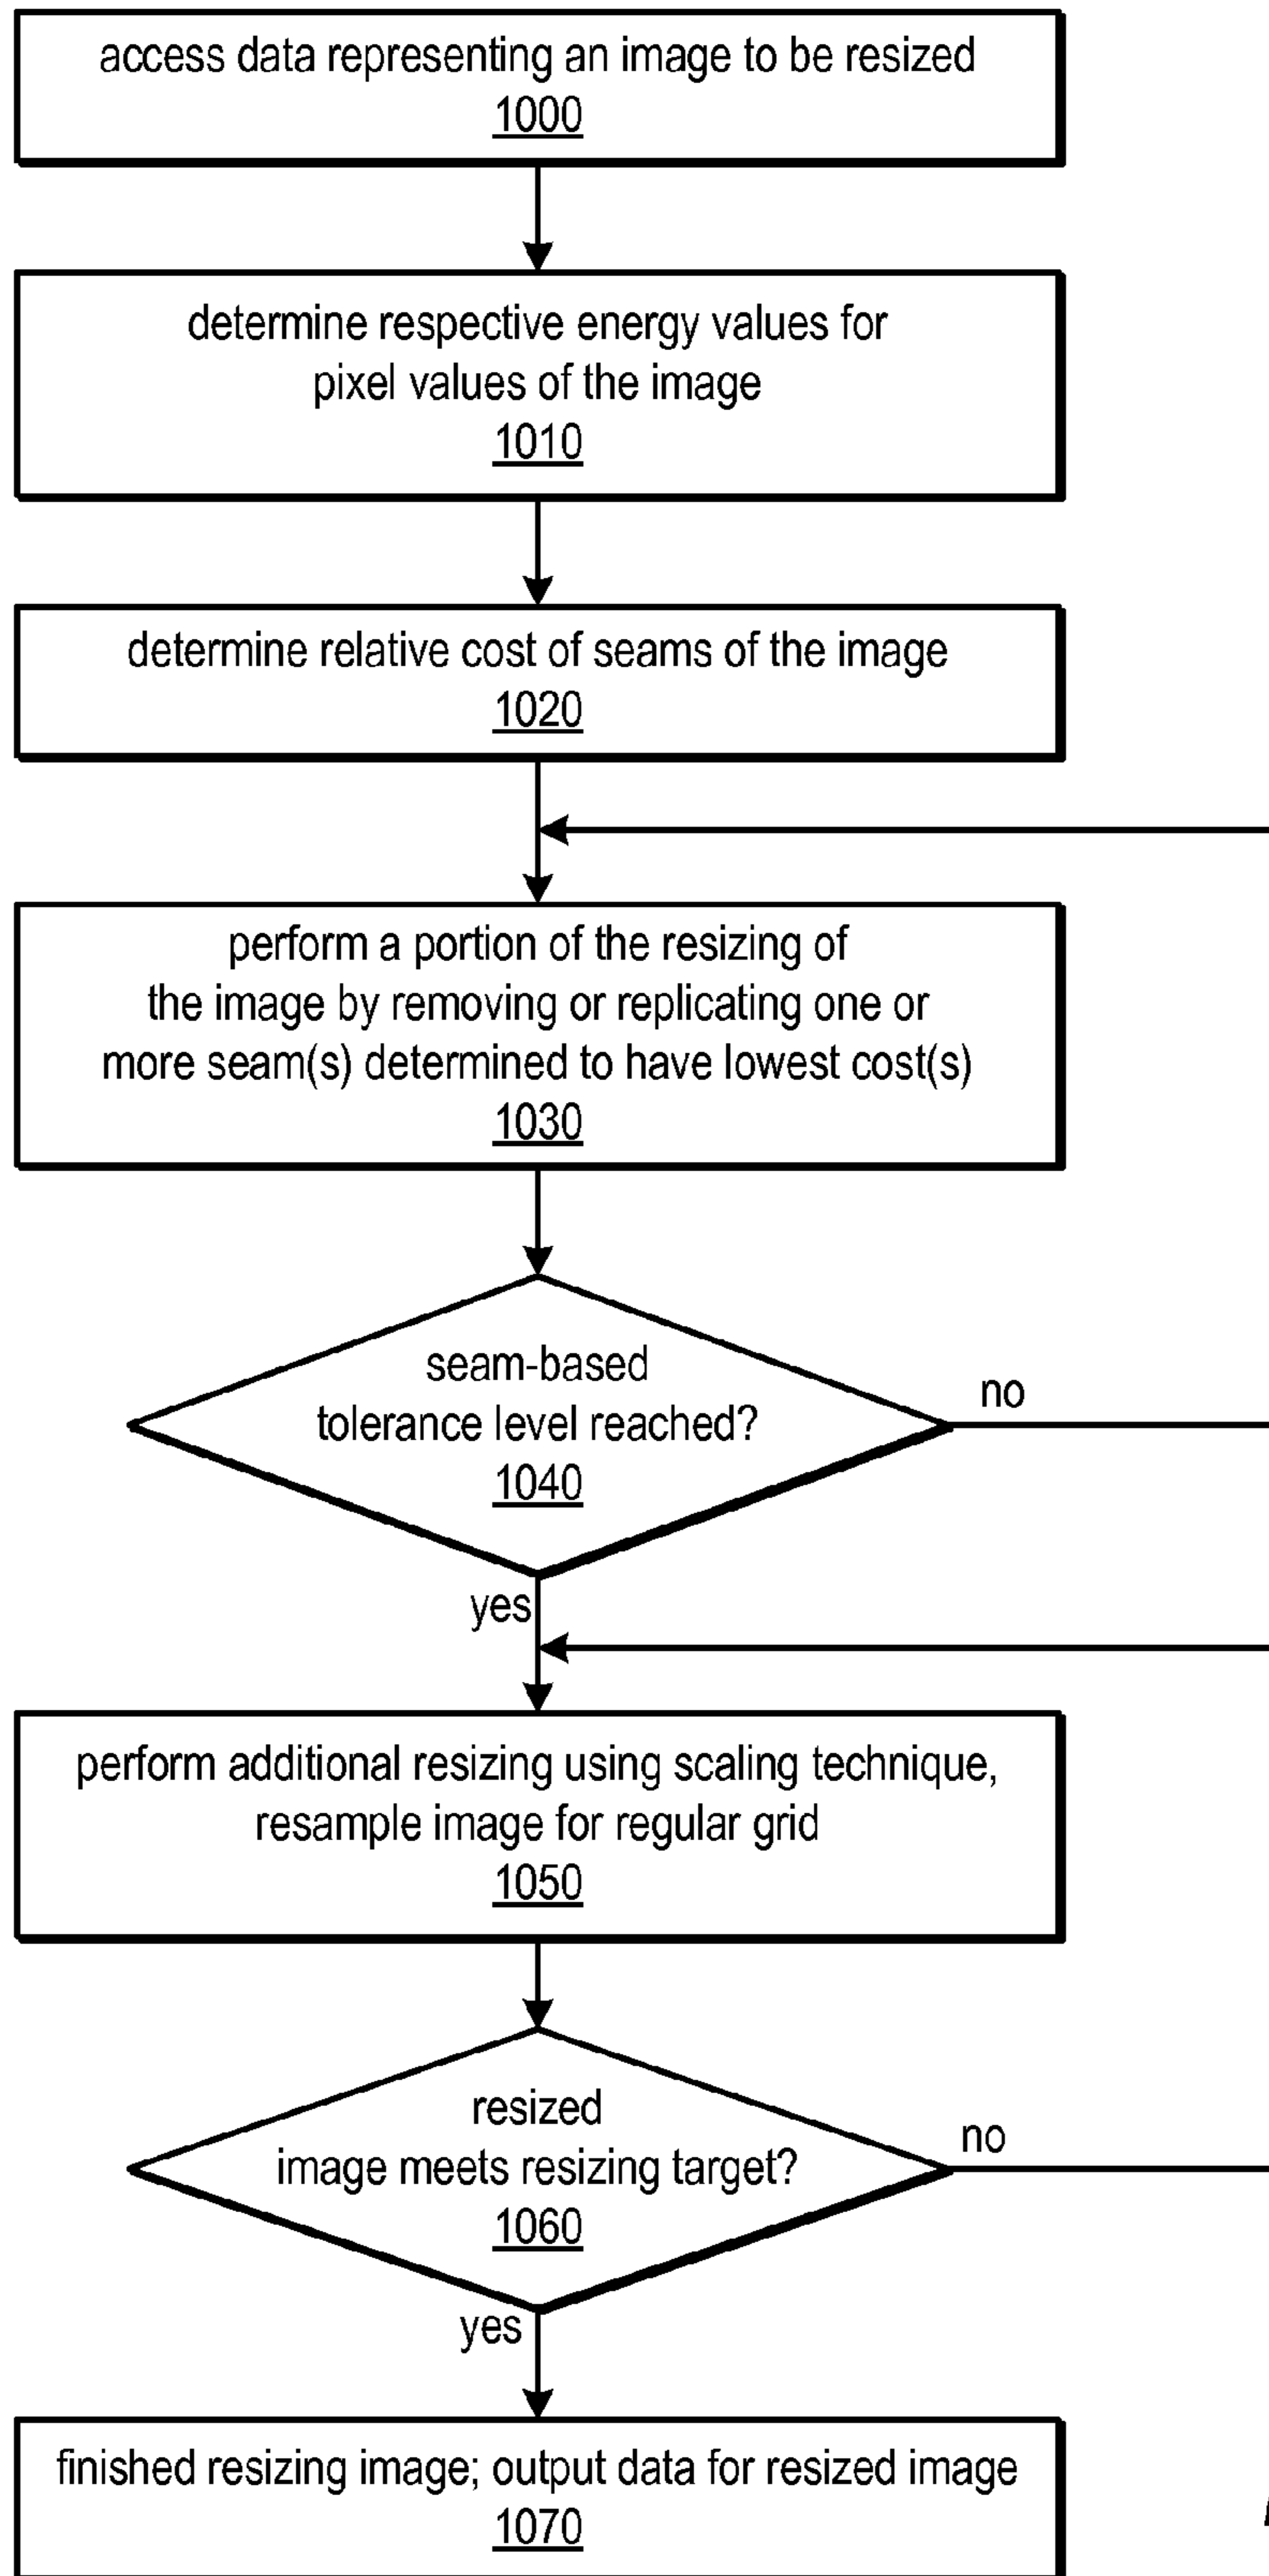 access data representing an image to be resized
1000
determine respective energy values for
pixel values of the image
1010
determine relative cost of seams of the image
1020
perform a portion of the resizing of
the image by removing or replicating one or
more seam(s) determined to have lowest cost(s)
1030
seam-based
tolerance level reached?
1040
no
yes
perform additional resizing using scaling technique,
resample image for regular grid
1050
resized
image meets resizing target?
1060
no
yes
finished resizing image; output data for resized image
1070